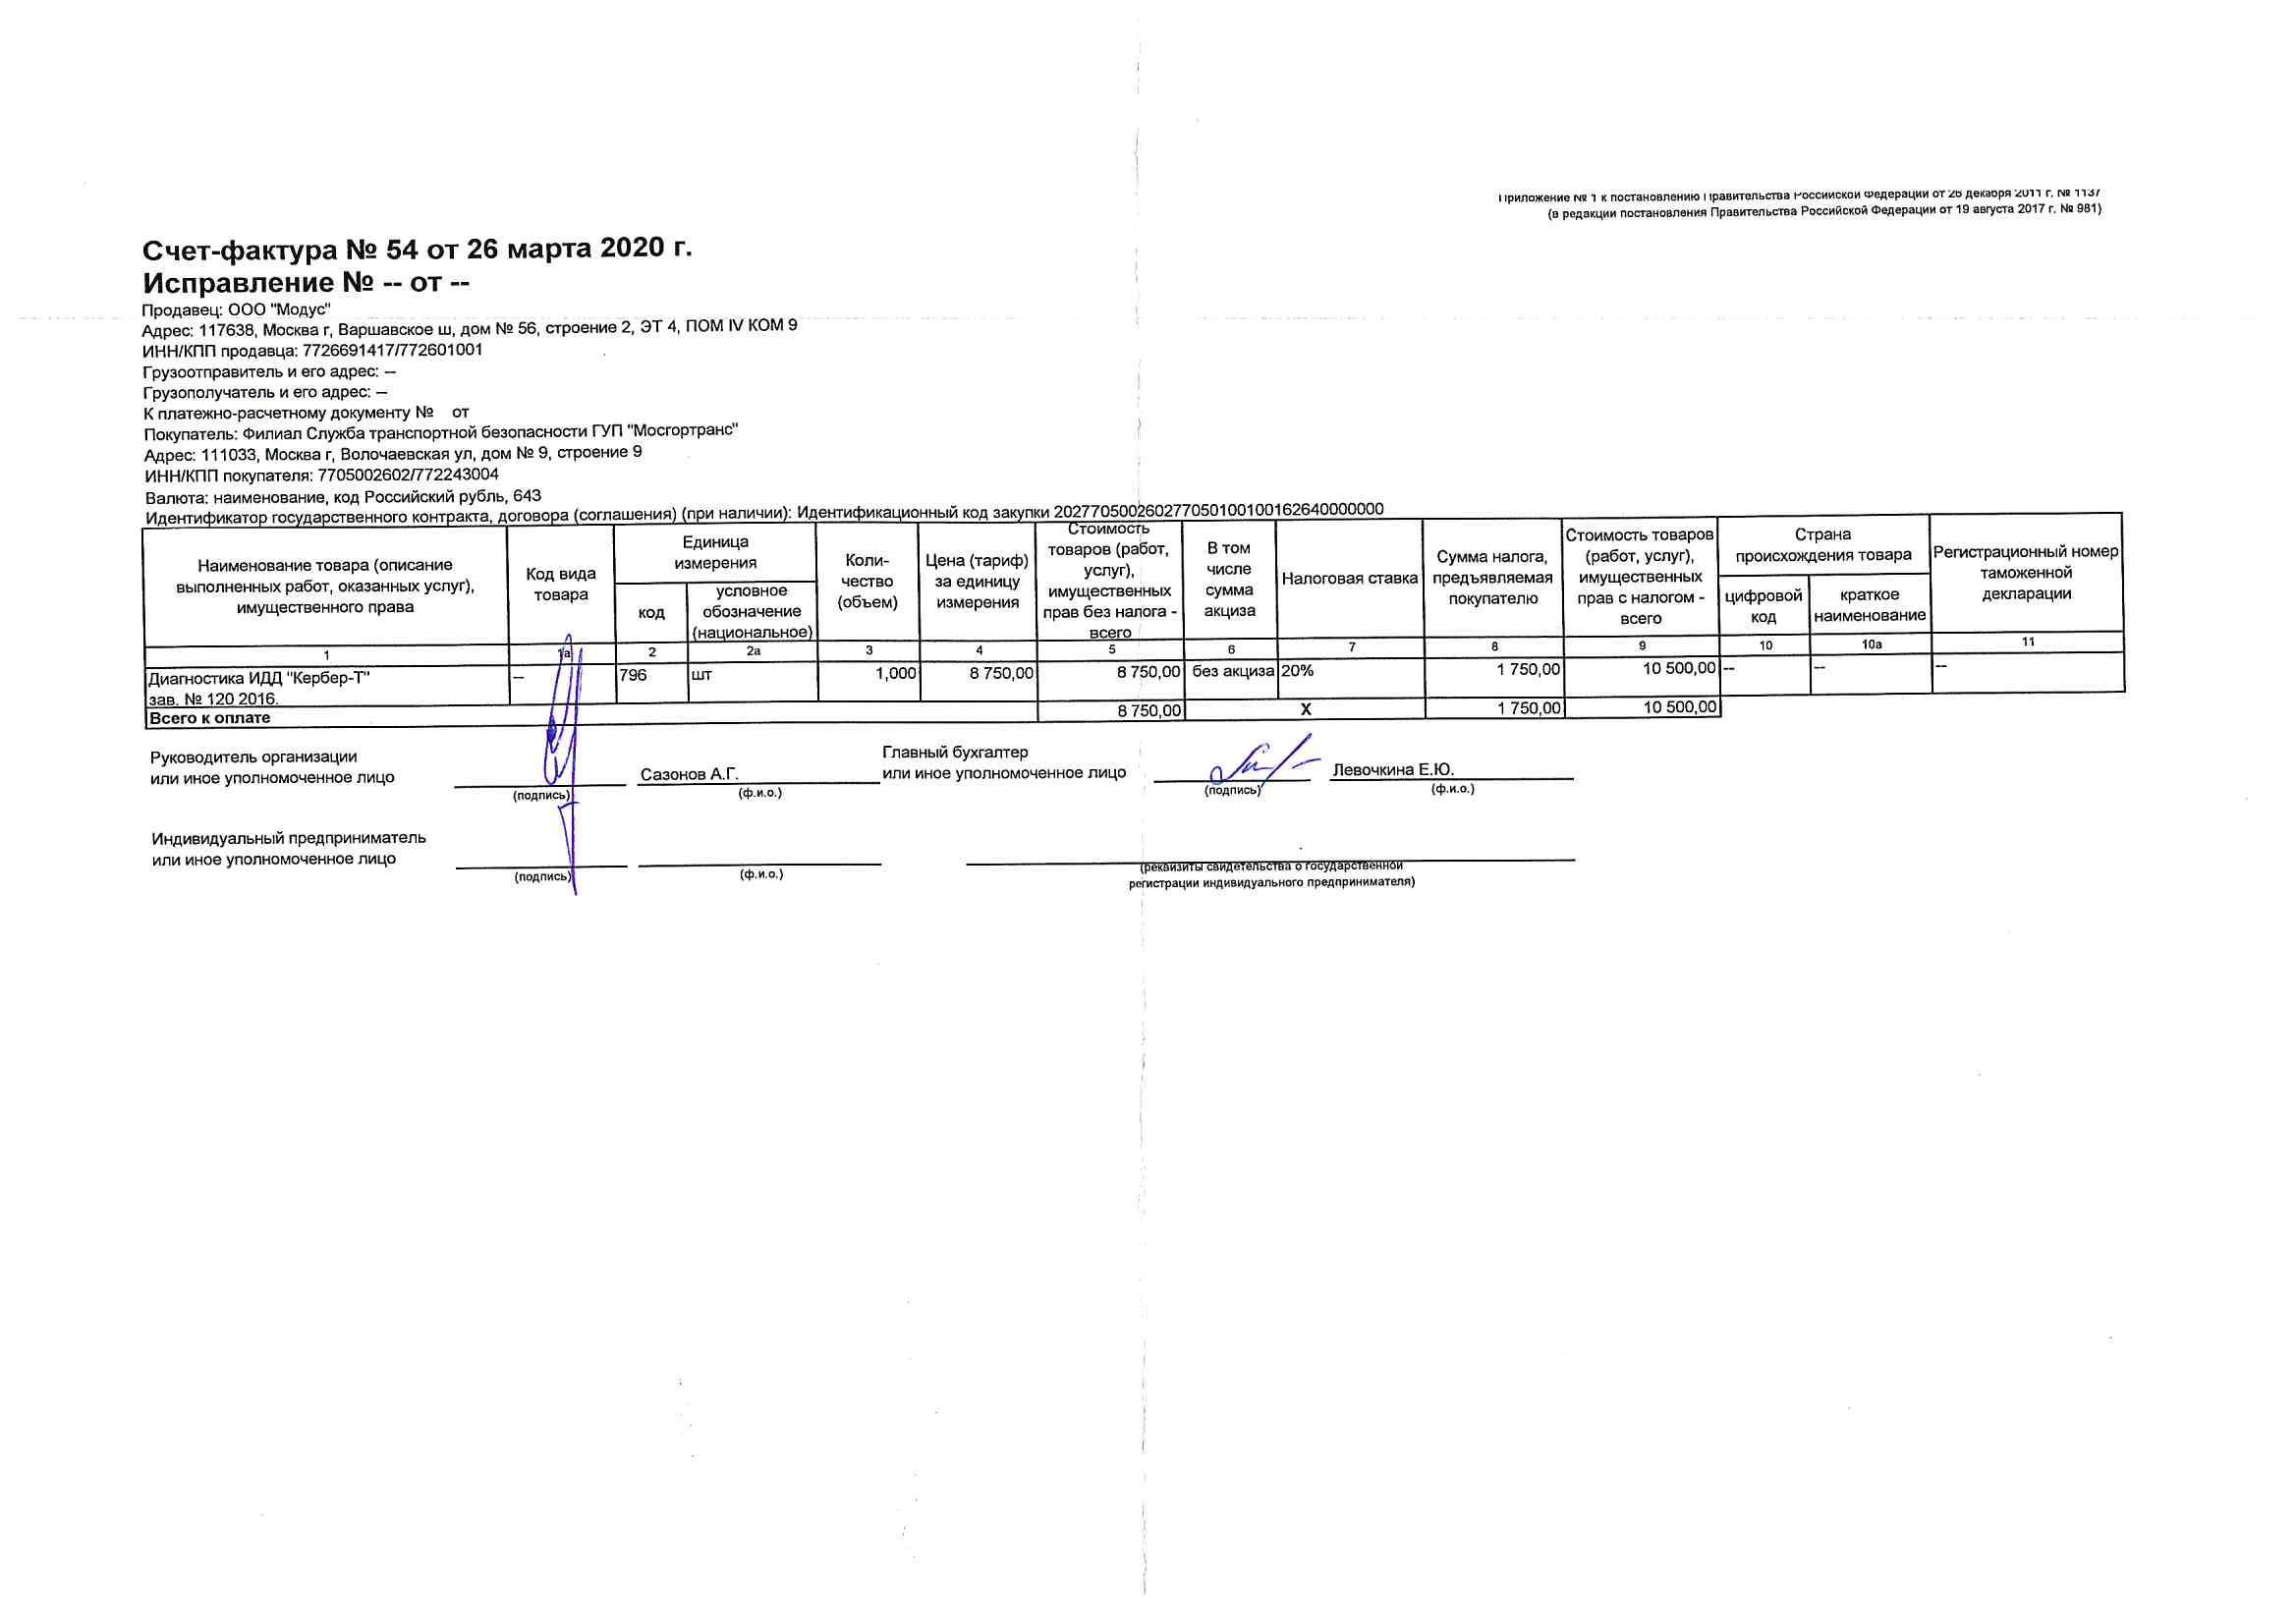 Приложение № 1 к постановлению Правительства Российской Федерации от 26 декабря 2011 г. № 1137
(в редакции постановления Правительства Российской Федерации от 19 августа 2017 г. № 981)
Счет-фактура № 54 от 26 марта 2020 г.
Исправление № -- от --
Продавец: ООО "Модус"
Адрес: 117638, Москва г, Варшавское ш, дом № 56, строение 2, ЭТ 4, ПОМ IV КОМ 9
ИНН/КПП продавца: 7726691417/772601001
Грузоотправитель и его адрес: --
Грузополучатель и его адрес: --
К платежно-расчетному документу № от
Покупатель: Филиал Служба транспортной безопасности ГУП "Мосгортранс"
Адрес: 111033, Москва г, Волочаевская ул, дом № 9, строение 9
ИНН/КПП покупателя: 7705002602/772243004
Валюта: наименование, код Российский рубль, 643
Идентификатор государственного контракта, договора (соглашения) (при наличии): Идентификационный код закупки 202770500260277050100100162640000000
Наименование товара (описание
выполненных работ, оказанных услуг),
имущественного права
Код вида
товара
Единица
измерения
код
условное
обозначение
(национальное)
Коли-
чество
(объем)
Цена (тариф)
за единицу
измерения
Стоимость
товаров (работ,
услуг),
имущественных
прав без налога -
всего
В том
числе
сумма
акциза
Налоговая ставка
Сумма налога,
предъявляемая
покупателю
Стоимость товаров
(работ, услуг),
имущественных
прав с налогом -
всего
Страна
происхождения товара
цифровой
код
краткое
наименование
Регистрационный номер
таможенной
декларации
1 1а 2 2а 3 4 5 6 7 8 9 10 10а 11
Диагностика ИДД "Кербер-Т" -- 796 шт 1,000 8 750,00 8 750,00 без акциза 20% 1 750,00 10 500,00 -- -- --
зав. № 120 2016.
Всего к оплате 8 750,00 Х 1 750,00 10 500,00
Руководитель организации
или иное уполномоченное лицо
Сазонов А.Г.
(подпись) (ф.и.о.)
Главный бухгалтер
или иное уполномоченное лицо
Левочкина Е.Ю.
(подпись) (ф.и.о.)
Индивидуальный предприниматель
или иное уполномоченное лицо
(подпись) (ф.и.о.)
(реквизиты свидетельства о государственной
регистрации индивидуального предпринимателя)